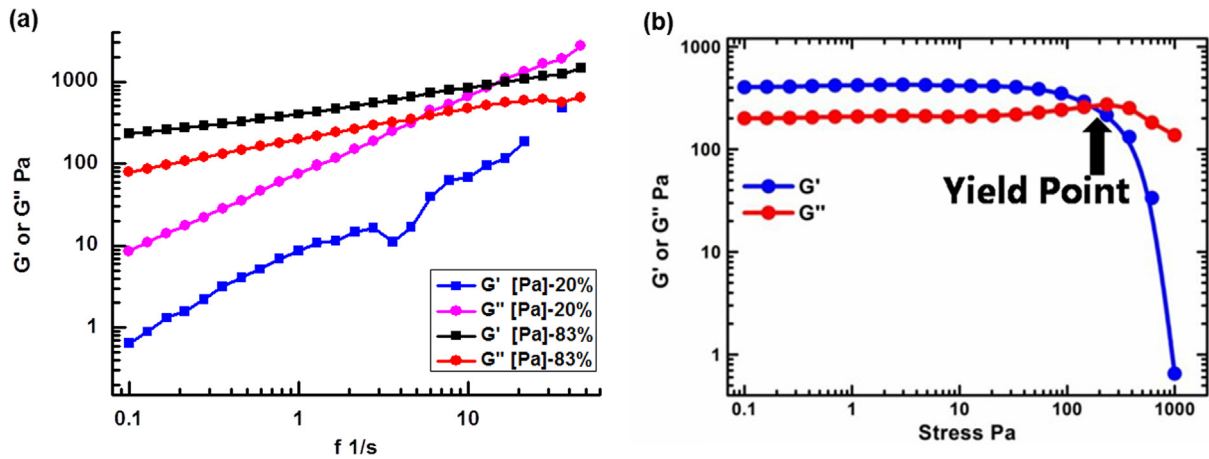 (a)
G' or G" Pa
1000
100
10
1
0.1
1
10
f 1/s
G' [Pa]-20%
G" [Pa]-20%
G' [Pa]-83%
G" [Pa]-83%
(b)
G' or G" Pa
1000
100
10
1
0.1
1
10
100
1000
Stress Pa
G'
G"
Yield Point